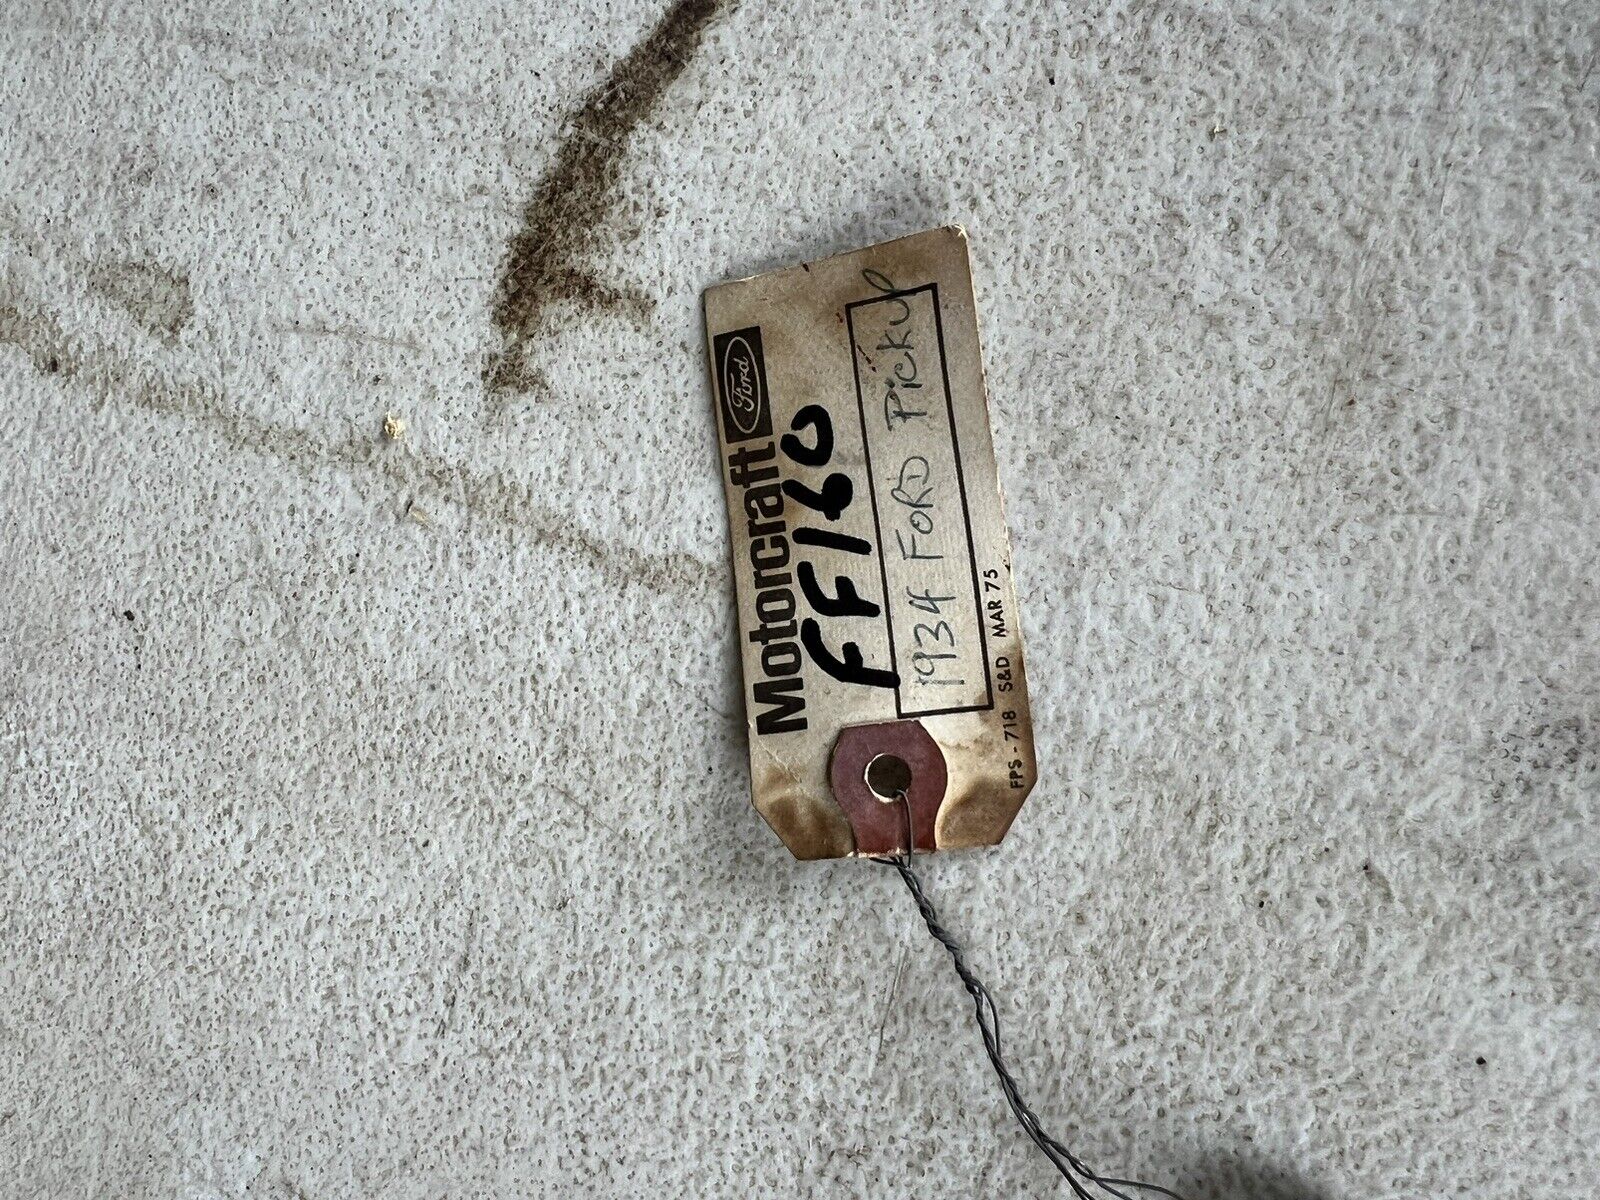 Motorcraft Ford
FF160
1934 FORD PICKUP
FPS - 718 S&D MAR 75